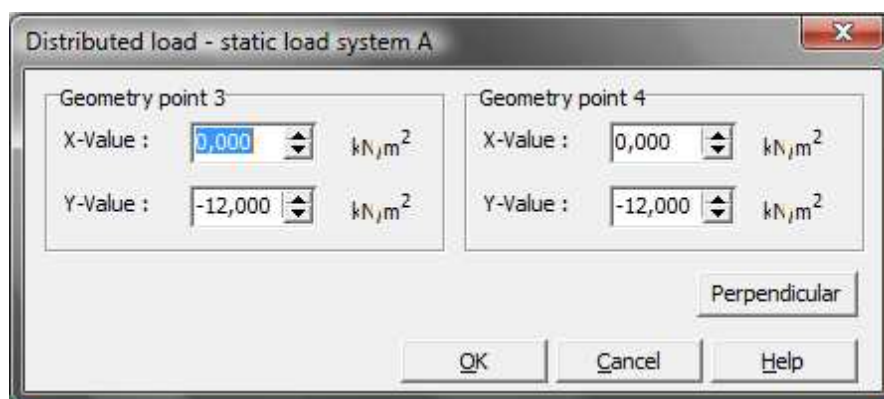 Distributed load - static load system A
Geometry point 3
X-Value : 0,000 kN/m²
Y-Value : -12,000 kN/m²
Geometry point 4
X-Value : 0,000 kN/m²
Y-Value : -12,000 kN/m²
Perpendicular
OK Cancel Help